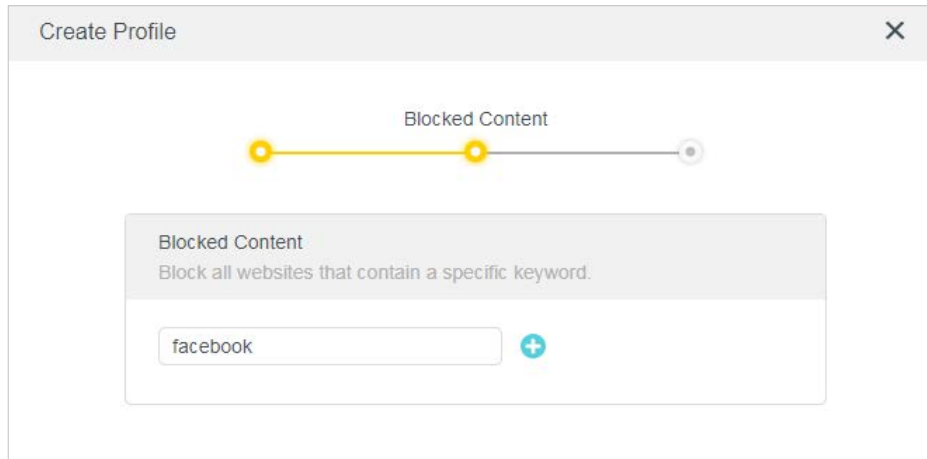 Create Profile
Blocked Content
Blocked Content
Block all websites that contain a specific keyword.
facebook